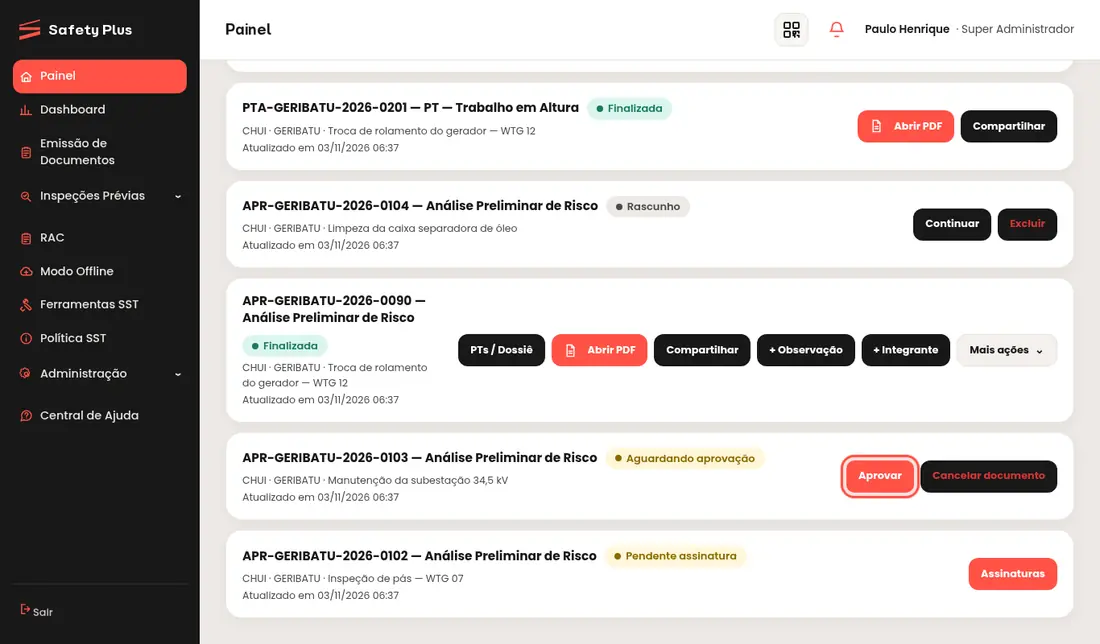 Safety Plus
Painel
Dashboard
Emissão de
Documentos
Inspeções Prévias
RAC
Modo Offline
Ferramentas SST
Política SST
Administração
Central de Ajuda
Sair
Painel
Paulo Henrique · Super Administrador
PTA-GERIBATU-2026-0201 — PT — Trabalho em Altura Finalizada
CHUI · GERIBATU · Troca de rolamento do gerador — WTG 12
Atualizado em 03/11/2026 06:37
Abrir PDF Compartilhar
APR-GERIBATU-2026-0104 — Análise Preliminar de Risco Rascunho
CHUI · GERIBATU · Limpeza da caixa separadora de óleo
Atualizado em 03/11/2026 06:37
Continuar Excluir
APR-GERIBATU-2026-0090 —
Análise Preliminar de Risco
Finalizada
CHUI · GERIBATU · Troca de rolamento
do gerador — WTG 12
Atualizado em 03/11/2026 06:37
PTs / Dossiê Abrir PDF Compartilhar + Observação + Integrante Mais ações
APR-GERIBATU-2026-0103 — Análise Preliminar de Risco Aguardando aprovação
CHUI · GERIBATU · Manutenção da subestação 34,5 kV
Atualizado em 03/11/2026 06:37
Aprovar Cancelar documento
APR-GERIBATU-2026-0102 — Análise Preliminar de Risco Pendente assinatura
CHUI · GERIBATU · Inspeção de pás — WTG 07
Atualizado em 03/11/2026 06:37
Assinaturas